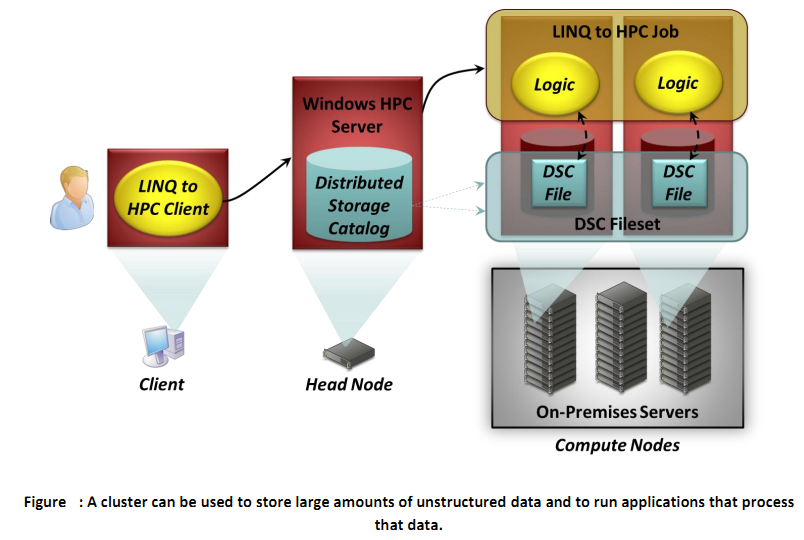 LINQ to HPC Job
Logic
Logic
Windows HPC
Server
LINQ to
HPC Client
Distributed
Storage
Catalog
DSC
File
DSC
File
DSC Fileset
Client
Head Node
On-Premises Servers
Compute Nodes
Figure : A cluster can be used to store large amounts of unstructured data and to run applications that process
that data.